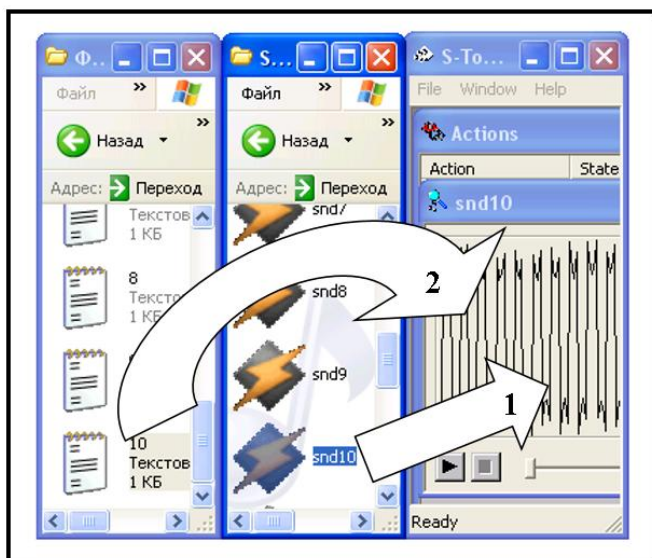 Ф...
Файл
»
»
Назад
Адрес:
Переход
Текстов
1 КБ
8
Тексто
1 КБ
10
Текстов
1 КБ
S...
Файл
»
»
Назад
Адрес:
Переход
snd7
snd8
snd9
snd10
S-To...
File Window Help
Actions
Action State
snd10
2
1
Ready